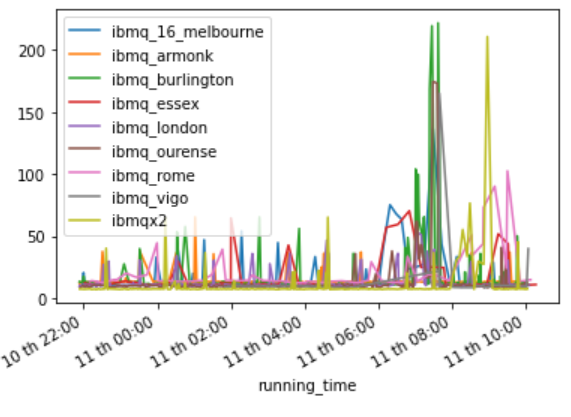 ibmq_16_melbourne
ibmq_armonk
ibmq_burlington
ibmq_essex
ibmq_london
ibmq_ourense
ibmq_rome
ibmq_vigo
ibmqx2
200
150
100
50
0
10 th 22:00
11 th 00:00
11 th 02:00
11 th 04:00
11 th 06:00
11 th 08:00
11 th 10:00
running_time